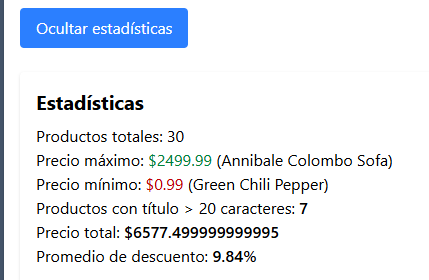 Ocultar estadísticas
Estadísticas
Productos totales: 30
Precio máximo: $2499.99 (Annibale Colombo Sofa)
Precio mínimo: $0.99 (Green Chili Pepper)
Productos con título > 20 caracteres: 7
Precio total: $6577.499999999995
Promedio de descuento: 9.84%